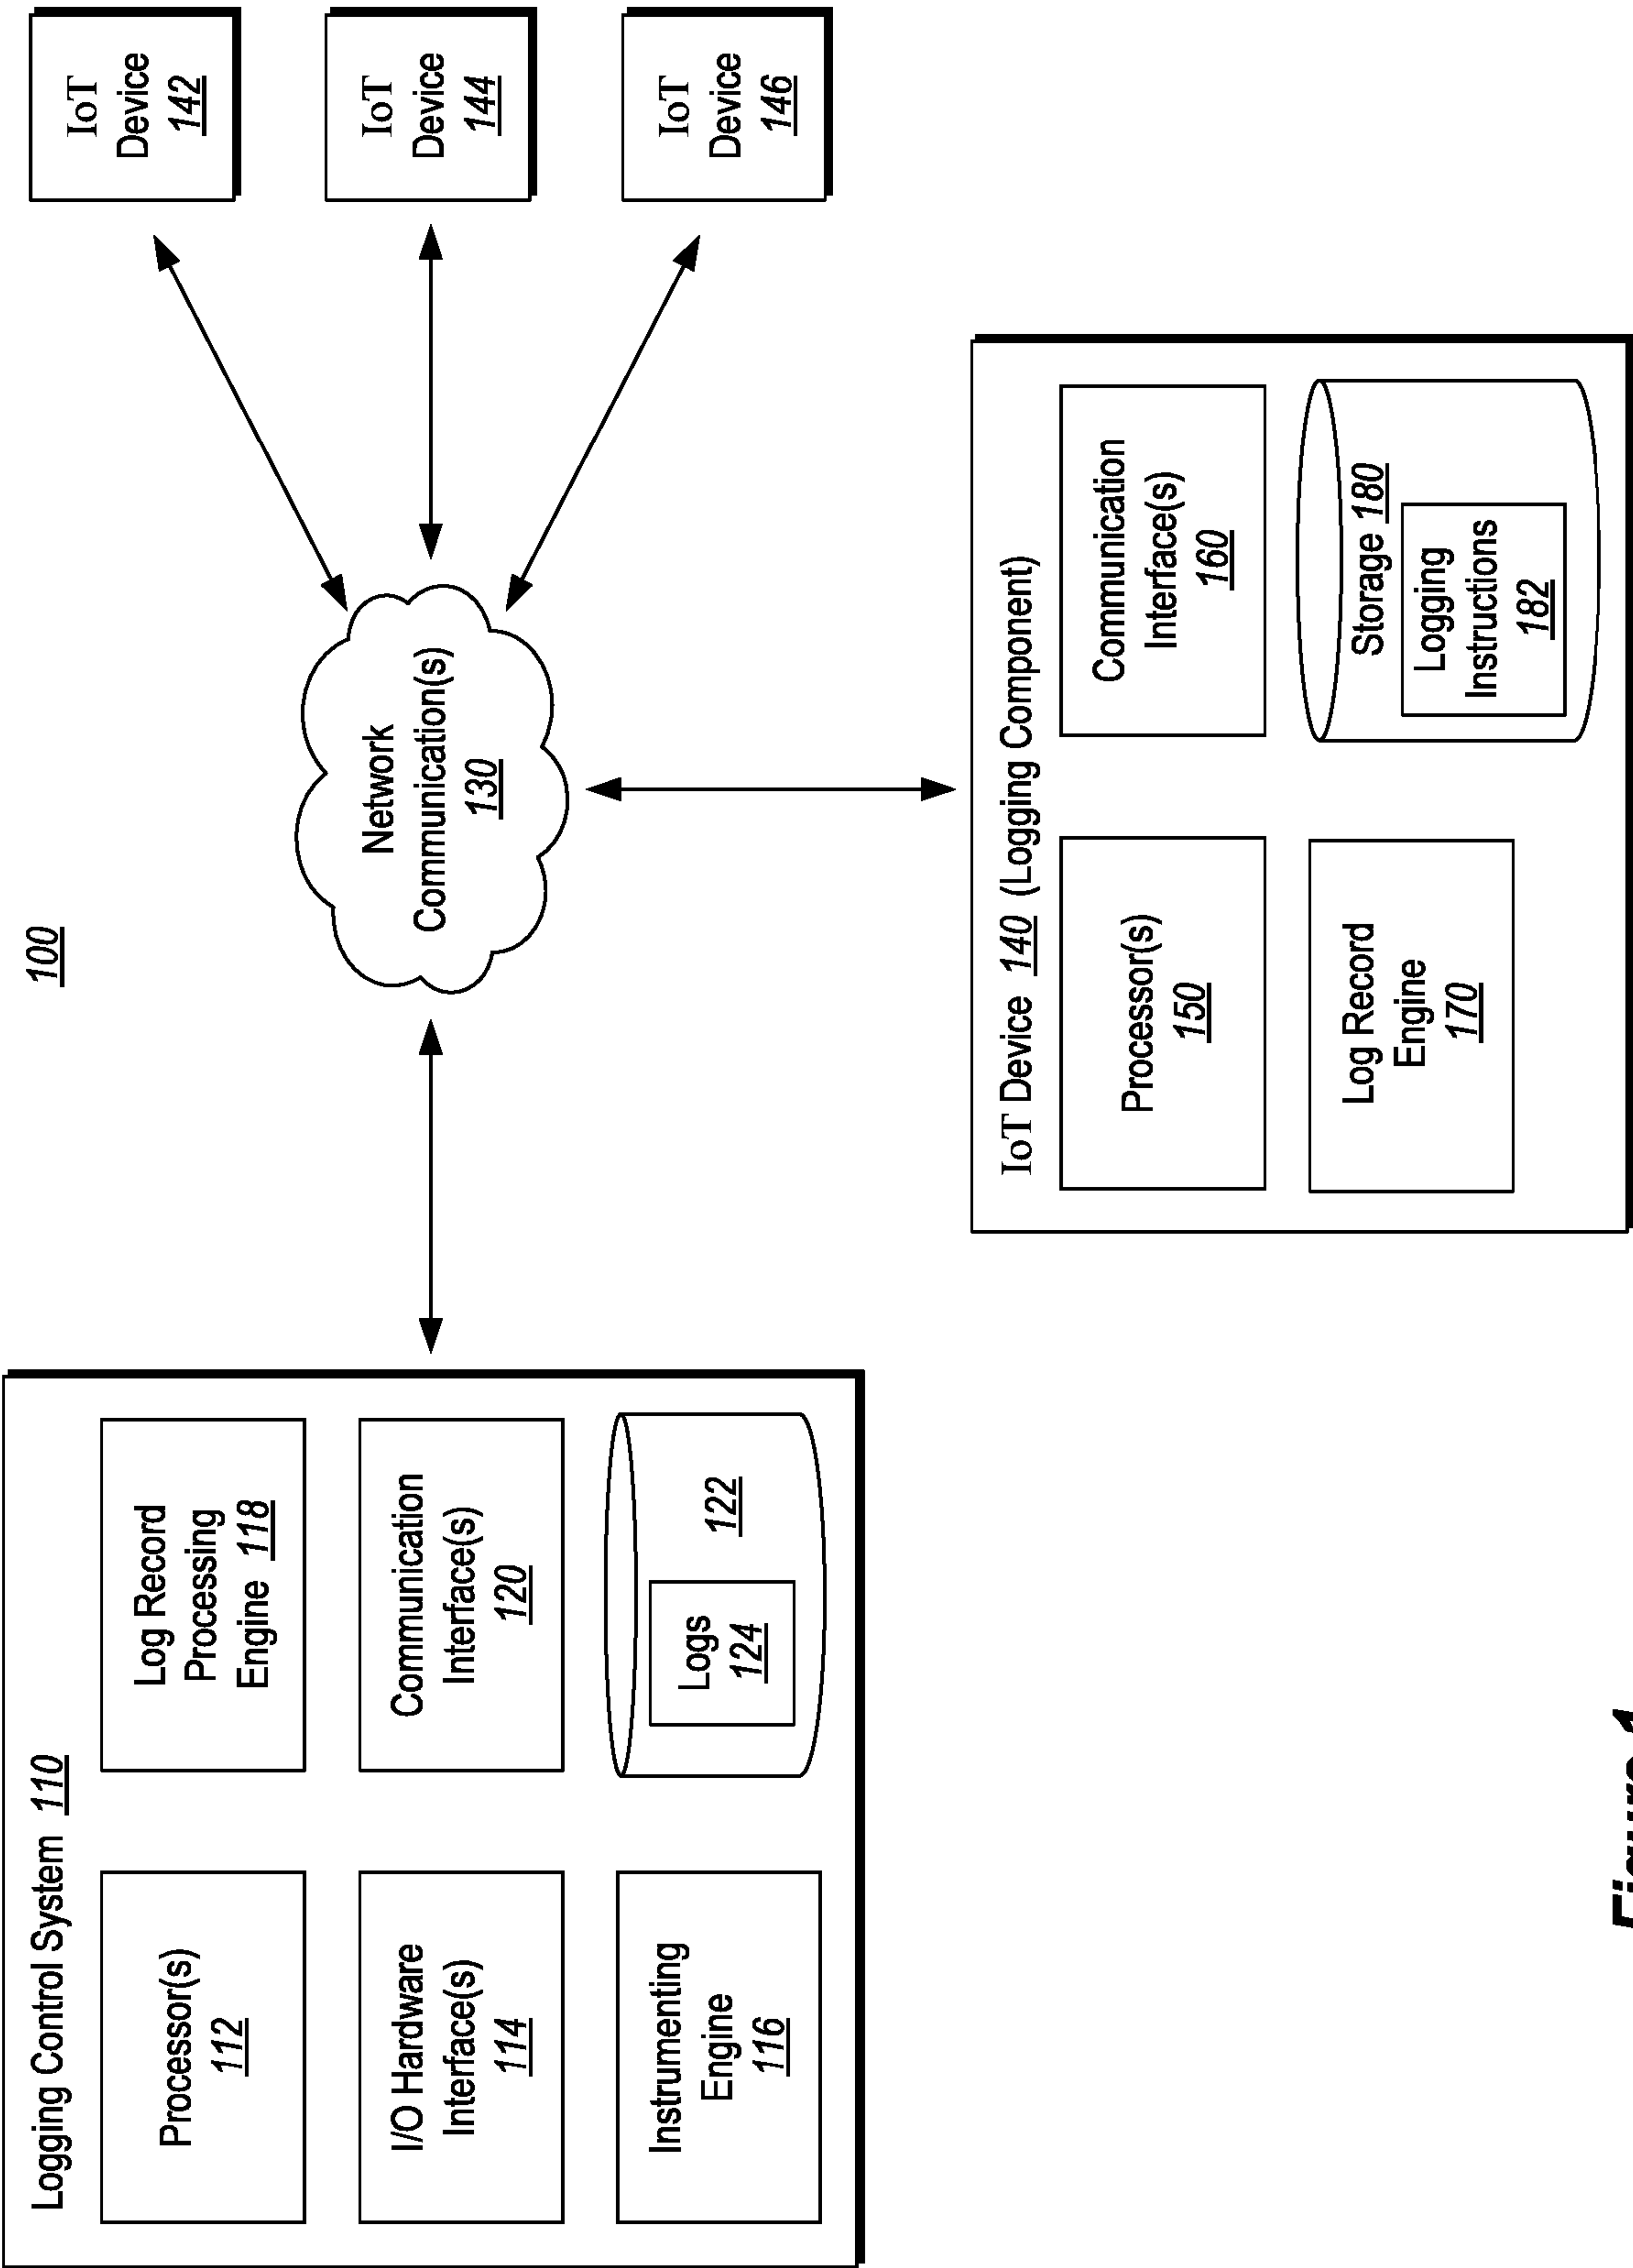 100
Logging Control System 110
Processor(s)
112
Log Record
Processing
Engine 118
I/O Hardware
Interface(s)
114
Communication
Interface(s)
120
Instrumenting
Engine
116
122
Logs
124
Network
Communication(s)
130
IoT
Device
142
IoT
Device
144
IoT
Device
146
IoT Device 140 (Logging Component)
Processor(s)
150
Communication
Interface(s)
160
Log Record
Engine
170
Storage 180
Logging
Instructions
182
Figure 1